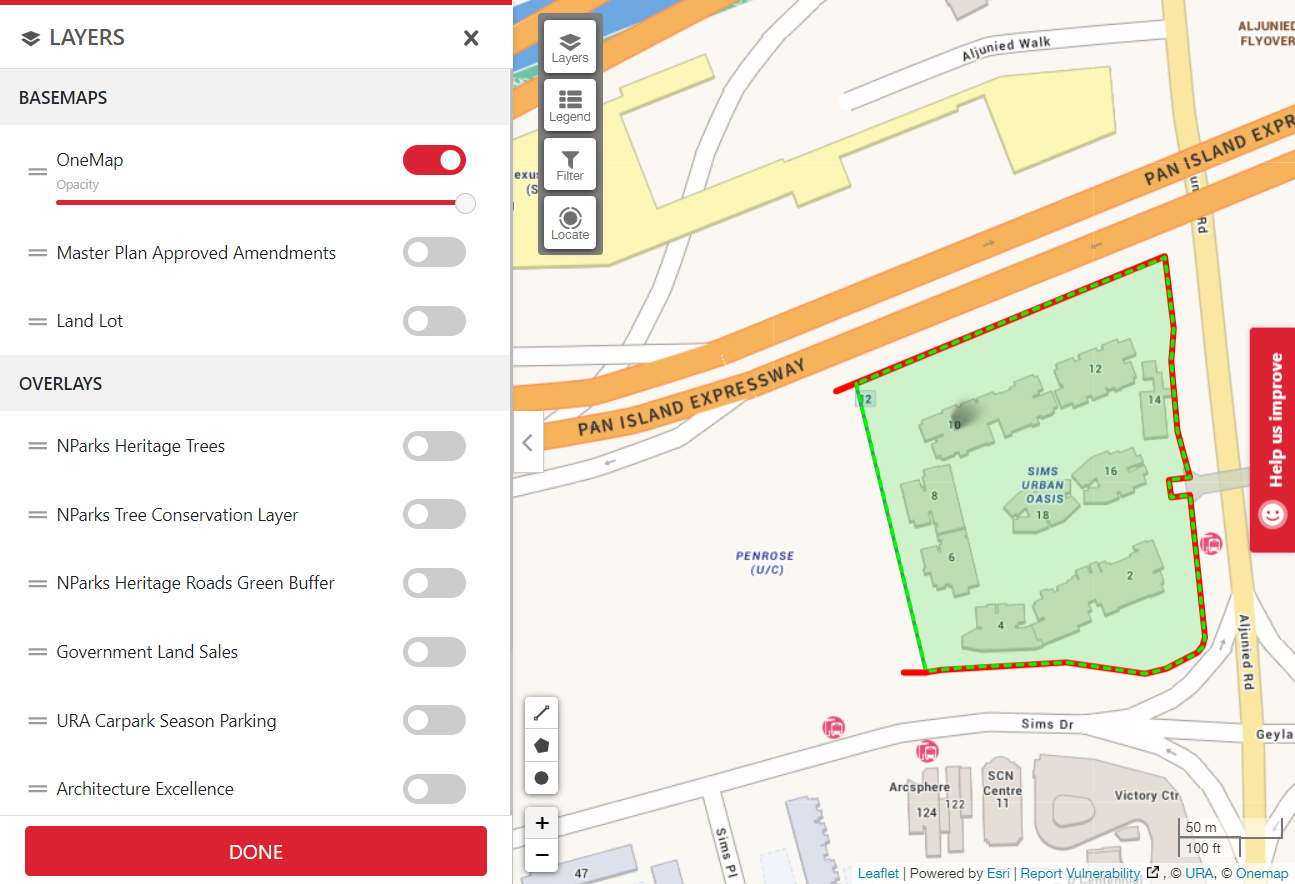 LAYERS
BASEMAPS
OneMap
Opacity
Master Plan Approved Amendments
Land Lot
OVERLAYS
NParks Heritage Trees
NParks Tree Conservation Layer
NParks Heritage Roads Green Buffer
Government Land Sales
URA Carpark Season Parking
Architecture Excellence
DONE
Layers
Legend
Filter
Locate
Aljunied Walk
ALJUNIED
FLYOVER
PAN ISLAND EXPR
PAN ISLAND EXPRESSWAY
Rd
12
12
14
10
SIMS
URBAN
OASIS
16
8
18
6
2
4
PENROSE
(U/C)
Help us improve
Aljunied Rd
Sims Dr
Geyla
Arcsphere
124
122
SCN
Centre
11
Victory Ctr
Sims Pl
47
+
−
50 m
100 ft
Leaflet | Powered by Esri | Report Vulnerability , © URA, © Onemap